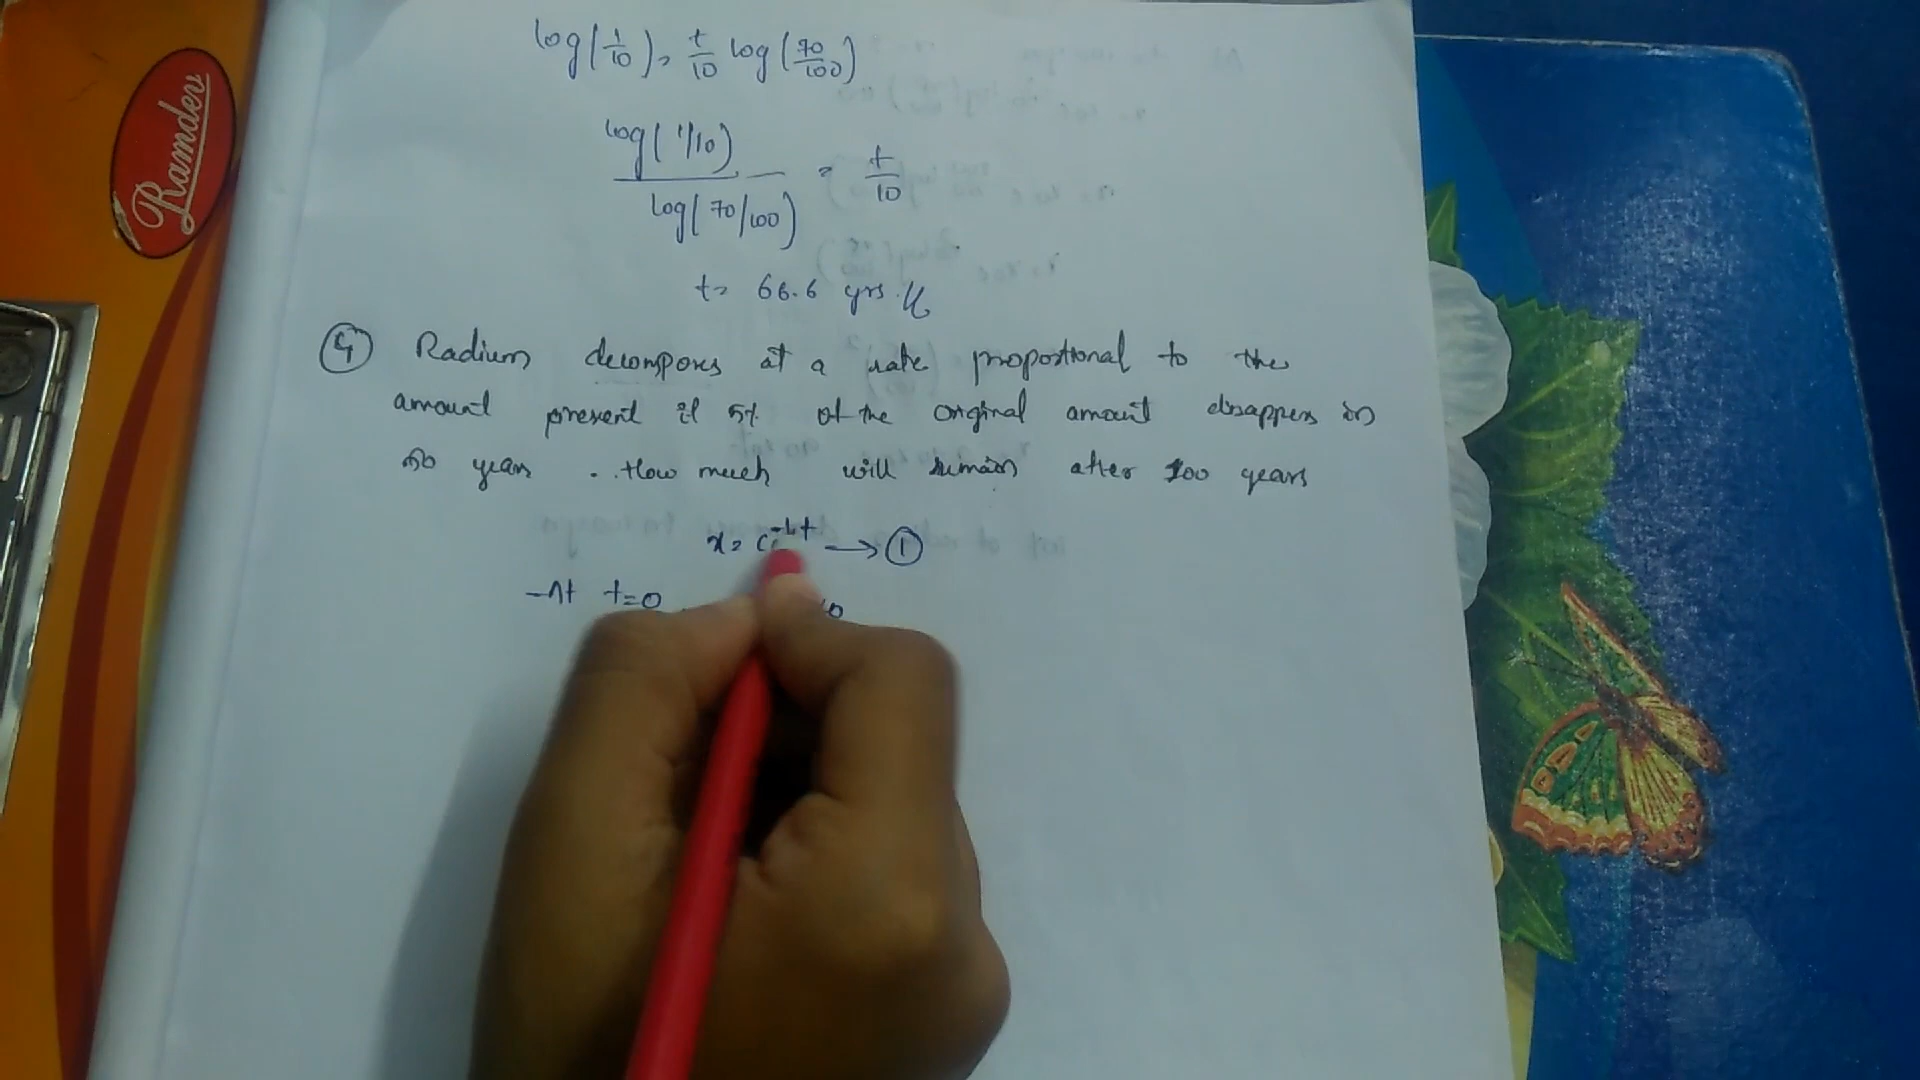 Ramdev
log(1/10) = t/10 log(70/100)
log(1/10) / log(70/100) = t/10
t = 66.6 yrs.
④ Radium decomposes at a rate proportional to the
amount present if 5% of the original amount disappears in
50 years . . How much will remain after 100 years
x = ce^-kt → ①
At t=0